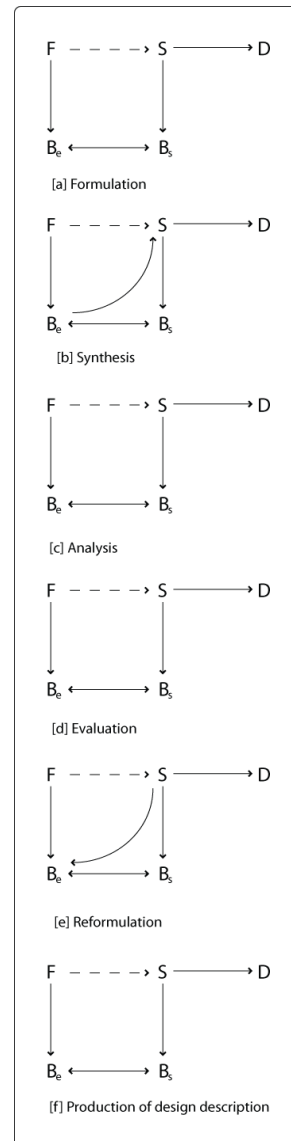 F S D
Be Bs
[a] Formulation
F S D
Be Bs
[b] Synthesis
F S D
Be Bs
[c] Analysis
F S D
Be Bs
[d] Evaluation
F S D
Be Bs
[e] Reformulation
F S D
Be Bs
[f] Production of design description